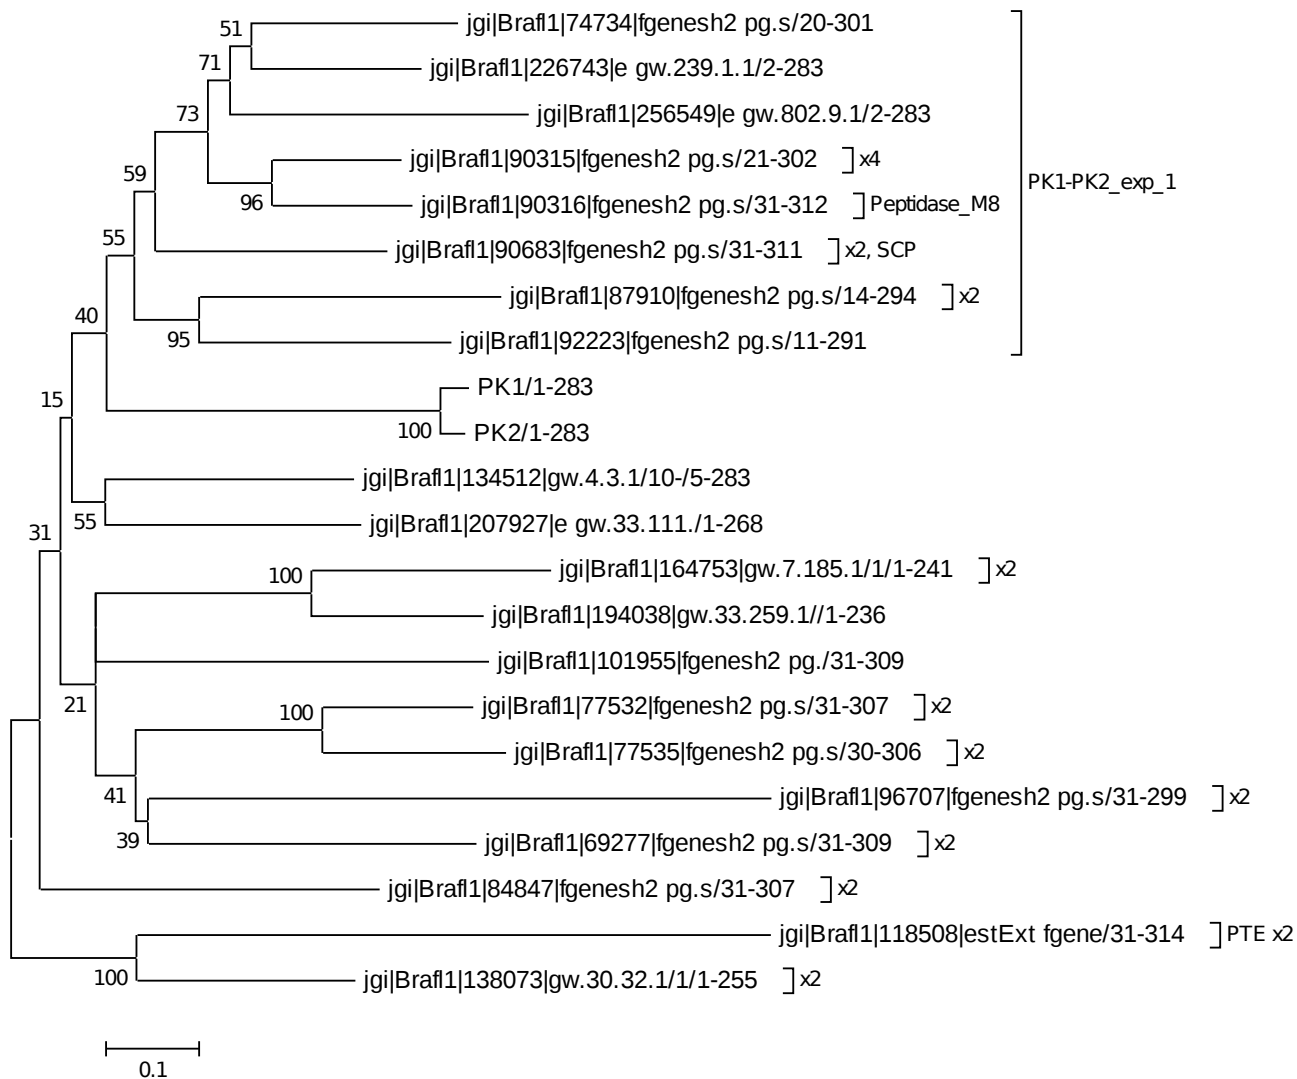 51
jgi|Brafl1|74734|fgenesh2 pg.s/20-301
71
jgi|Brafl1|226743|e gw.239.1.1/2-283
73
jgi|Brafl1|256549|e gw.802.9.1/2-283
59
jgi|Brafl1|90315|fgenesh2 pg.s/21-302 x4
PK1-PK2_exp_1
96
jgi|Brafl1|90316|fgenesh2 pg.s/31-312 Peptidase_M8
55
jgi|Brafl1|90683|fgenesh2 pg.s/31-311 x2, SCP
jgi|Brafl1|87910|fgenesh2 pg.s/14-294 x2
40
95
jgi|Brafl1|92223|fgenesh2 pg.s/11-291
15
PK1/1-283
100
PK2/1-283
jgi|Brafl1|134512|gw.4.3.1/10-/5-283
55
jgi|Brafl1|207927|e gw.33.111./1-268
31
100
jgi|Brafl1|164753|gw.7.185.1/1/1-241 x2
jgi|Brafl1|194038|gw.33.259.1//1-236
jgi|Brafl1|101955|fgenesh2 pg./31-309
21
100
jgi|Brafl1|77532|fgenesh2 pg.s/31-307 x2
jgi|Brafl1|77535|fgenesh2 pg.s/30-306 x2
41
jgi|Brafl1|96707|fgenesh2 pg.s/31-299 x2
39
jgi|Brafl1|69277|fgenesh2 pg.s/31-309 x2
jgi|Brafl1|84847|fgenesh2 pg.s/31-307 x2
jgi|Brafl1|118508|estExt fgene/31-314 PTE x2
100
jgi|Brafl1|138073|gw.30.32.1/1/1-255 x2
0.1